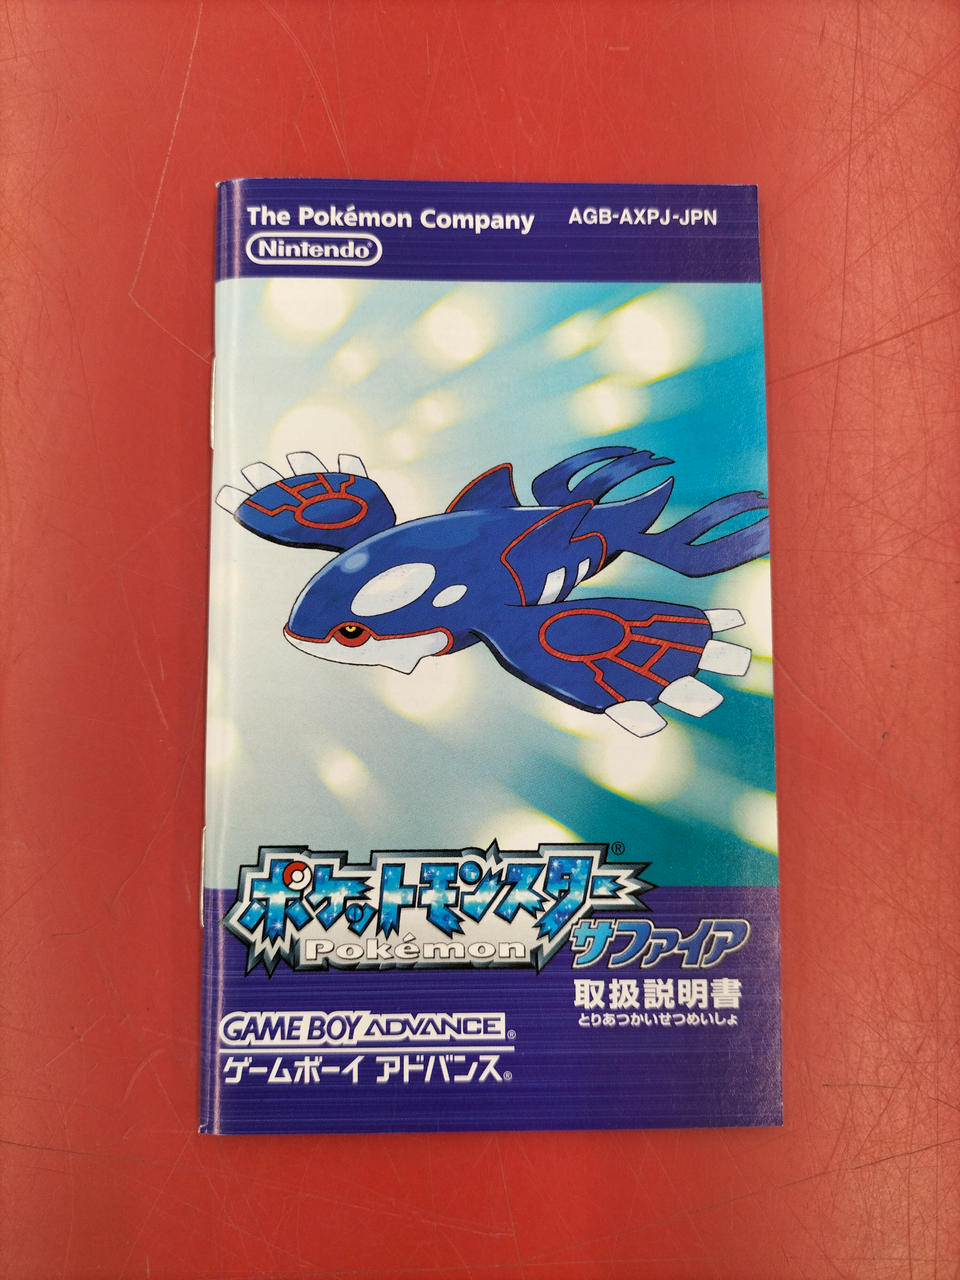 The Pokémon Company
AGB-AXPJ-JPN
Nintendo®
ポケットモンスター®
Pokémon
サファイア
取扱説明書
とりあつかいせつめいしょ
GAME BOY ADVANCE®
ゲームボーイ アドバンス®